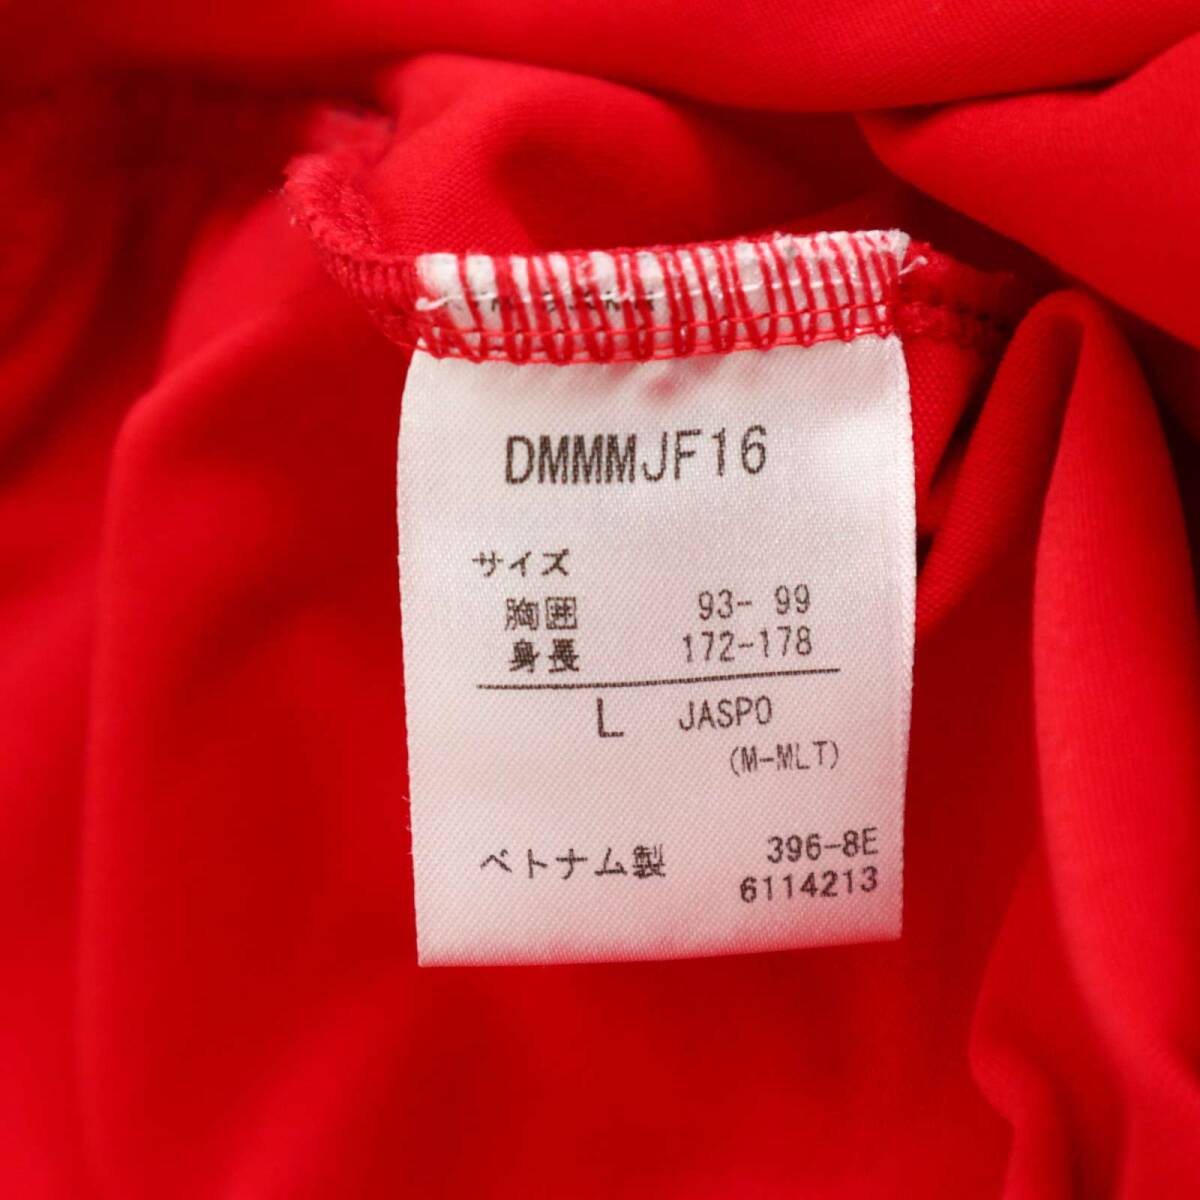 DMMMJF16
サイズ
胸囲 93- 99
身長 172-178
L JASPO
(M-MLT)
ベトナム製 396-8E
6114213